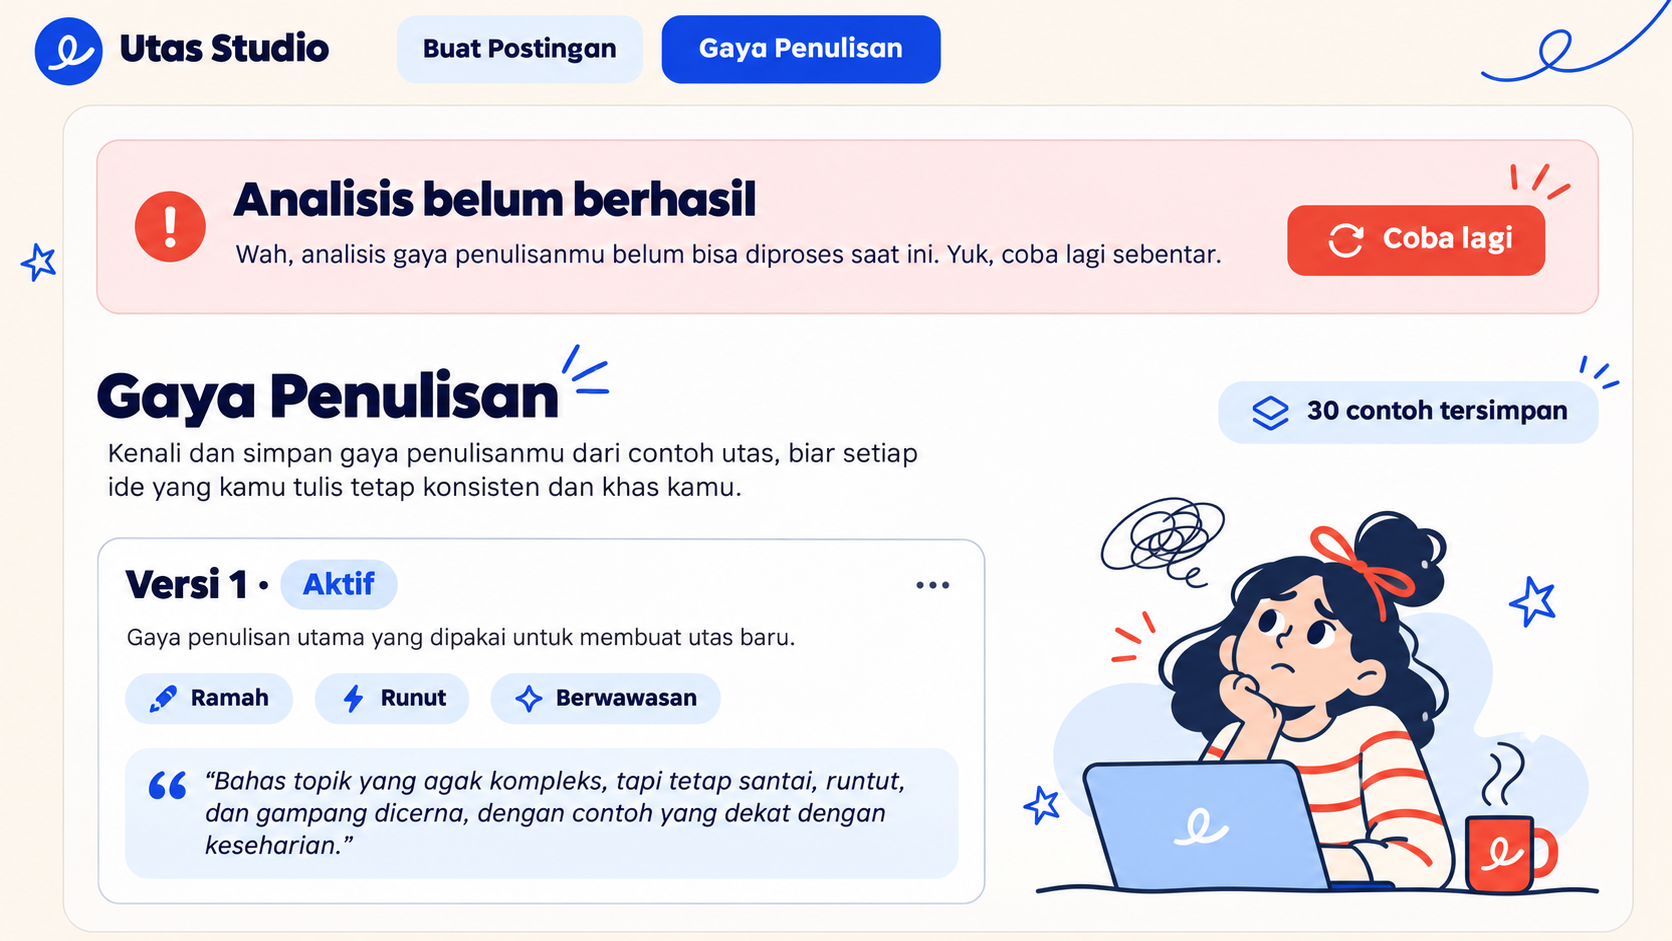 Utas Studio
Buat Postingan
Gaya Penulisan
Analisis belum berhasil
Wah, analisis gaya penulisanmu belum bisa diproses saat ini. Yuk, coba lagi sebentar.
Coba lagi
Gaya Penulisan
30 contoh tersimpan
Kenali dan simpan gaya penulisanmu dari contoh utas, biar setiap
ide yang kamu tulis tetap konsisten dan khas kamu.
Versi 1 • Aktif
Gaya penulisan utama yang dipakai untuk membuat utas baru.
Ramah
Runut
Berwawasan
“Bahas topik yang agak kompleks, tapi tetap santai, runtut,
dan gampang dicerna, dengan contoh yang dekat dengan
keseharian.”